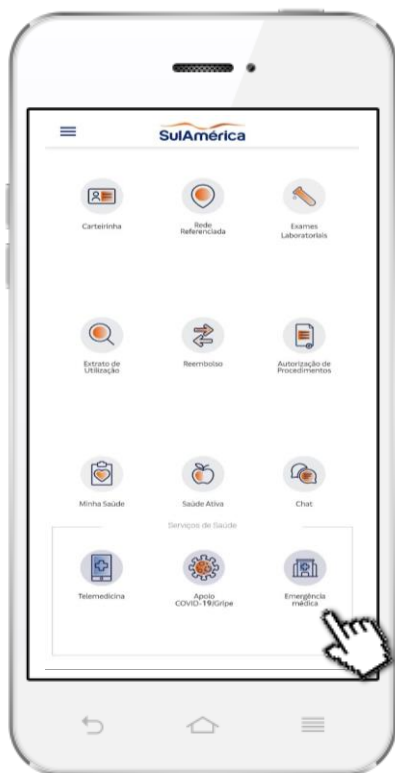 SulAmérica
Carteirinha
Rede
Referenciada
Exames
Laboratoriais
Extrato de
Utilização
Reembolso
Autorização de
Procedimentos
Minha Saúde
Saúde Ativa
Chat
Serviços de Saúde
Telemedicina
Apoio
COVID-19/Gripe
Emergência
médica